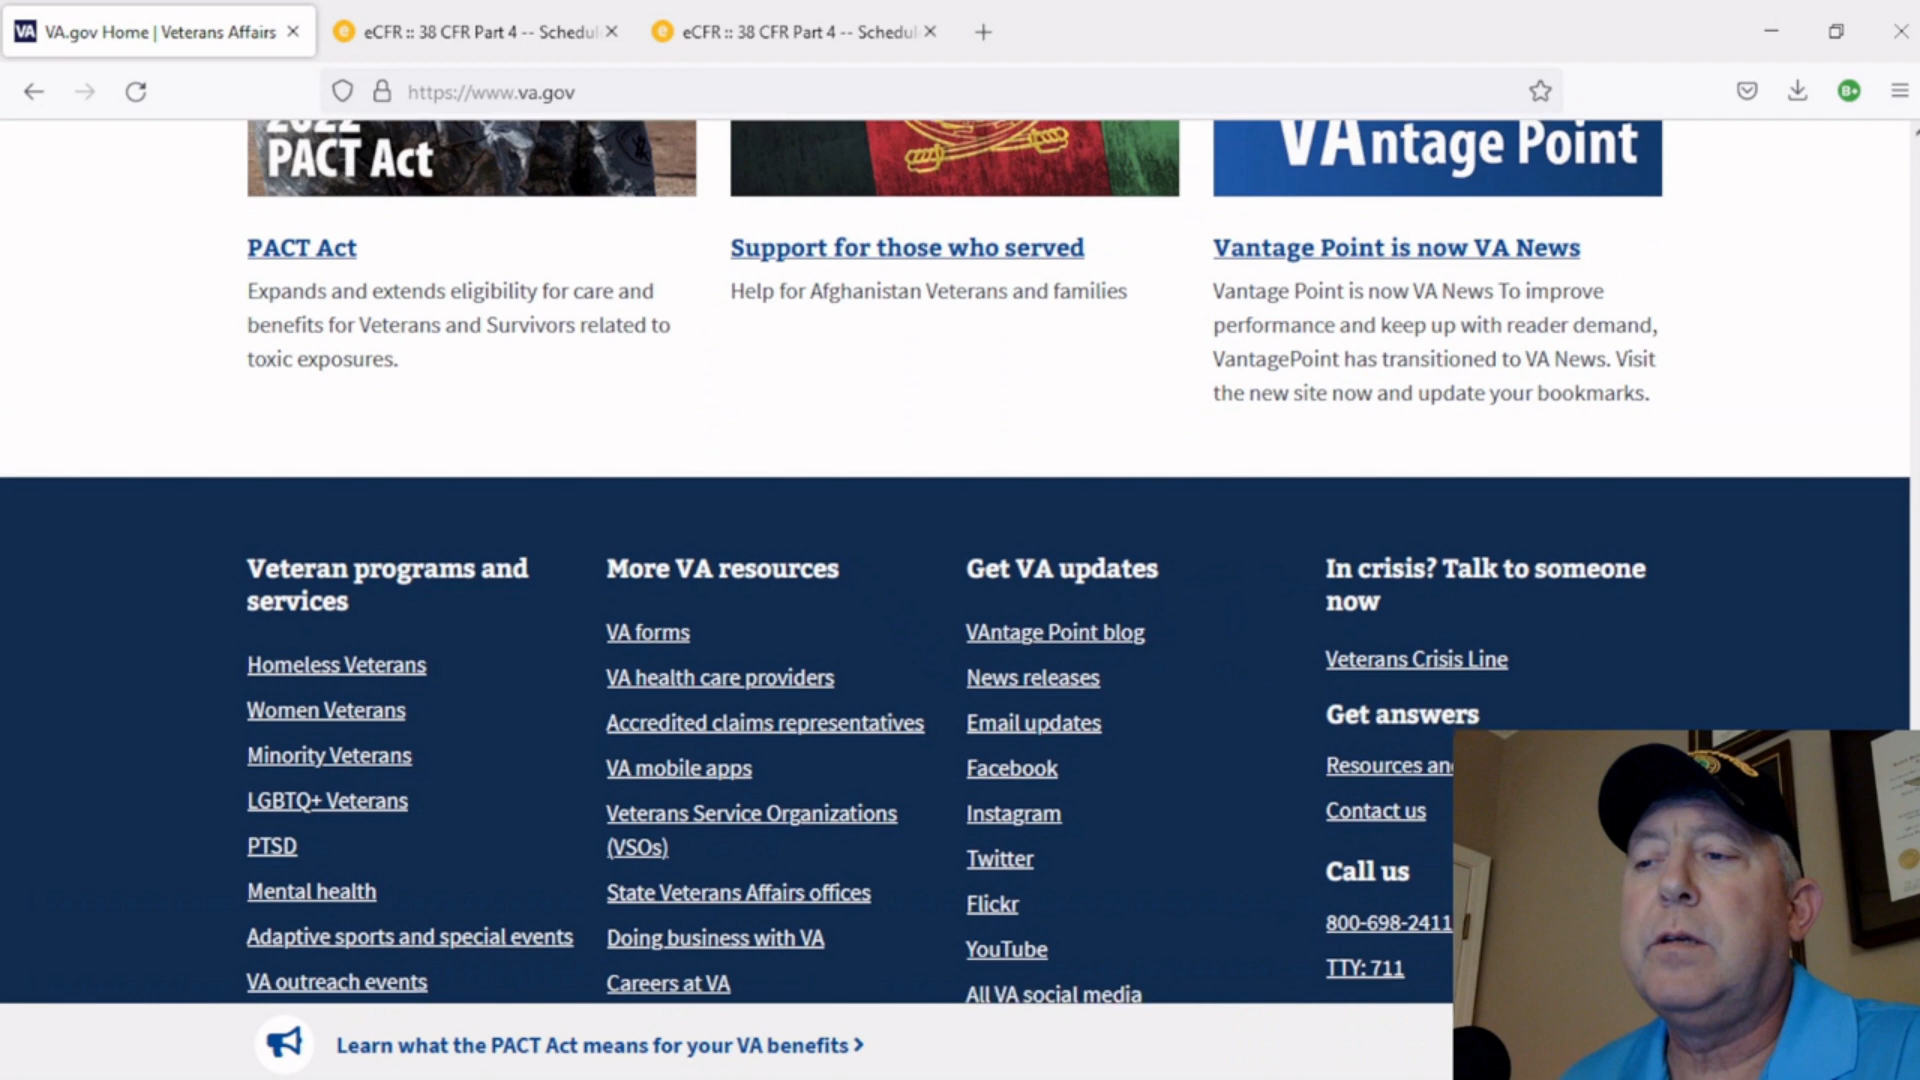 VA VA.gov Home | Veterans Affairs
eCFR :: 38 CFR Part 4 -- Schedul
eCFR :: 38 CFR Part 4 -- Schedul
https://www.va.gov
B+
2022
PACT Act
VAntage Point
PACT Act
Expands and extends eligibility for care and
benefits for Veterans and Survivors related to
toxic exposures.
Support for those who served
Help for Afghanistan Veterans and families
Vantage Point is now VA News
Vantage Point is now VA News To improve
performance and keep up with reader demand,
VantagePoint has transitioned to VA News. Visit
the new site now and update your bookmarks.
Veteran programs and
services
Homeless Veterans
Women Veterans
Minority Veterans
LGBTQ+ Veterans
PTSD
Mental health
Adaptive sports and special events
VA outreach events
More VA resources
VA forms
VA health care providers
Accredited claims representatives
VA mobile apps
Veterans Service Organizations
(VSOs)
State Veterans Affairs offices
Doing business with VA
Careers at VA
Get VA updates
VAntage Point blog
News releases
Email updates
Facebook
Instagram
Twitter
Flickr
YouTube
All VA social media
In crisis? Talk to someone
now
Veterans Crisis Line
Get answers
Resources an
Contact us
Call us
800-698-2411
TTY: 711
Learn what the PACT Act means for your VA benefits